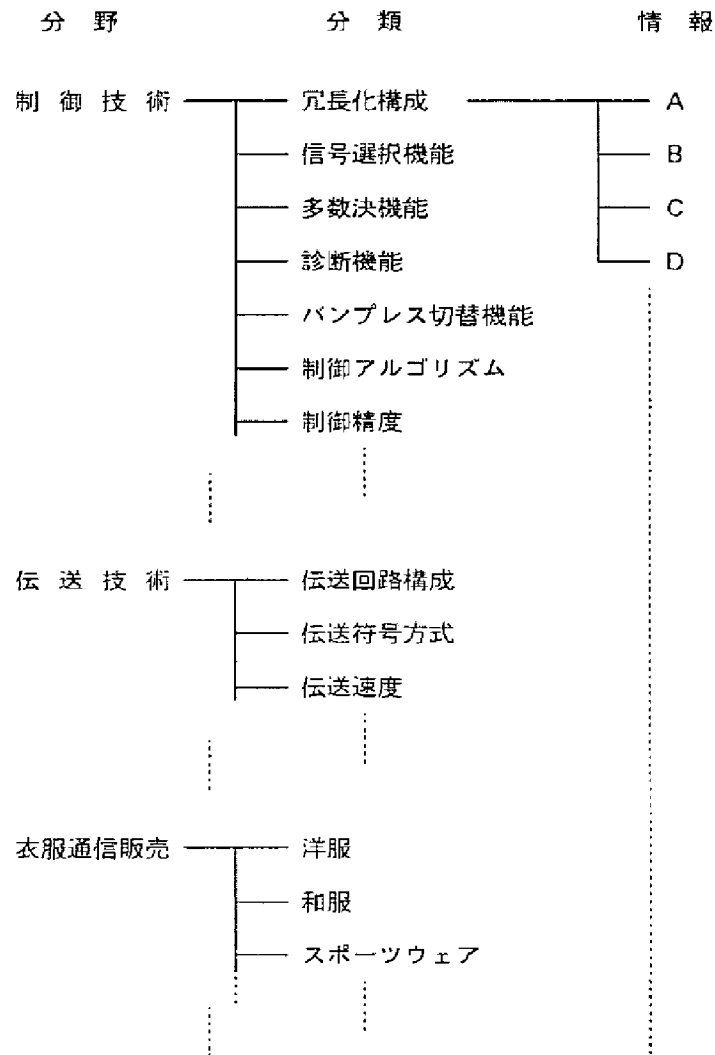 分野 分類 情報
制御技術 冗長化構成 A
信号選択機能 B
多数決機能 C
診断機能 D
バンプレス切替機能
制御アルゴリズム
制御精度
伝送技術 伝送回路構成
伝送符号方式
伝送速度
衣服通信販売 洋服
和服
スポーツウェア